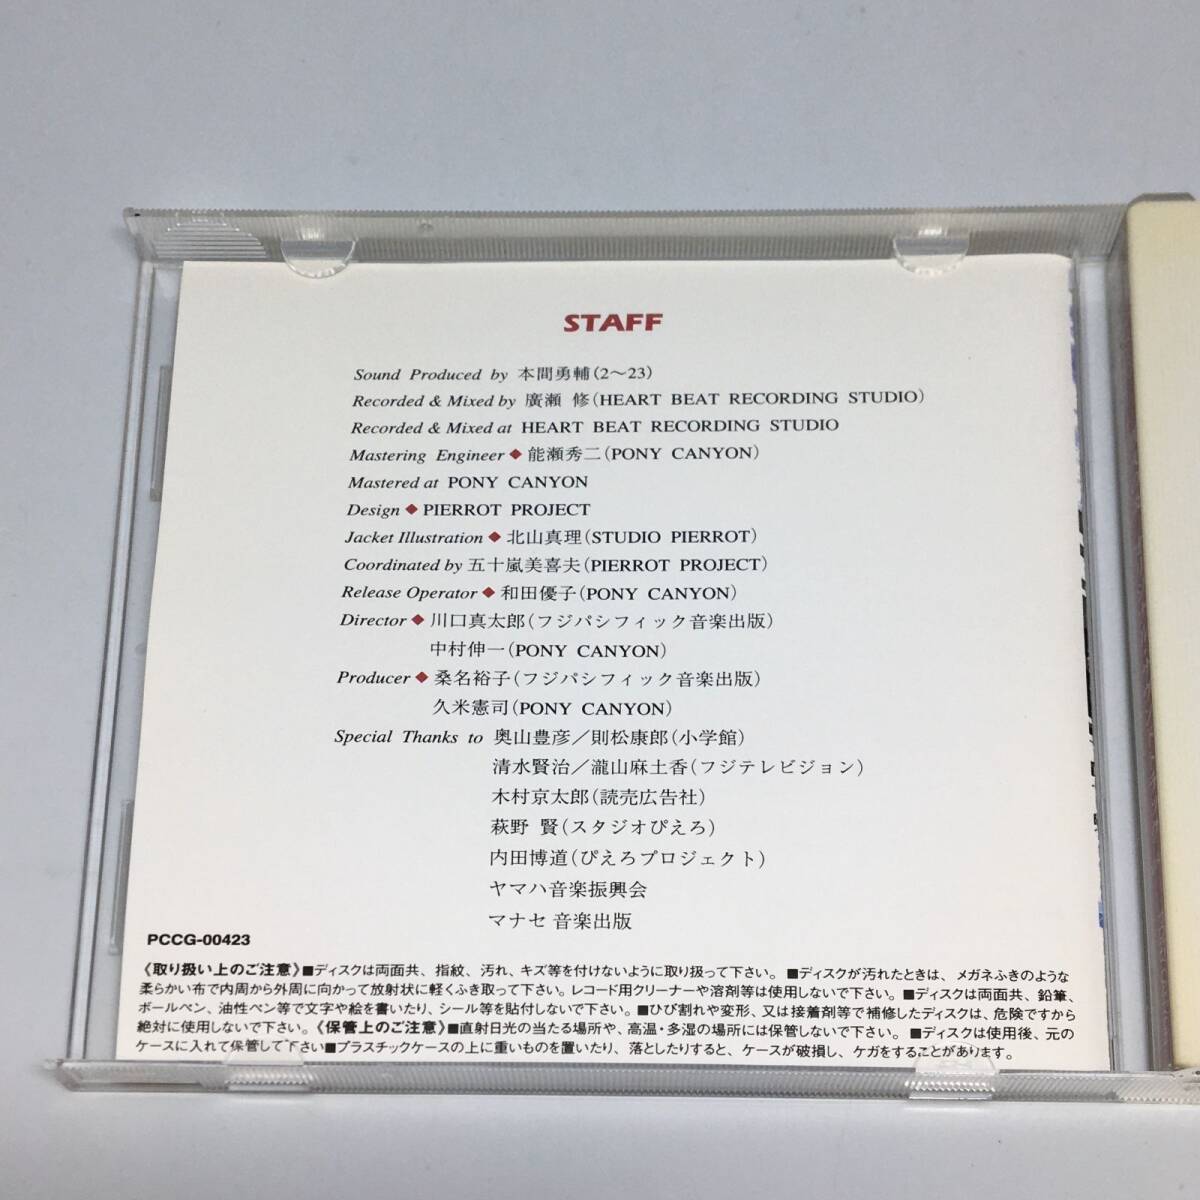 STAFF
Sound Produced by 本間勇輔(2〜23)
Recorded & Mixed by 廣瀬 修(HEART BEAT RECORDING STUDIO)
Recorded & Mixed at HEART BEAT RECORDING STUDIO
Mastering Engineer ◆ 能瀬秀二(PONY CANYON)
Mastered at PONY CANYON
Design ◆ PIERROT PROJECT
Jacket Illustration ◆ 北山真理(STUDIO PIERROT)
Coordinated by 五十嵐美喜夫(PIERROT PROJECT)
Release Operator ◆ 和田優子(PONY CANYON)
Director ◆ 川口真太郎(フジパシフィック音楽出版)
中村伸一(PONY CANYON)
Producer ◆ 桑名裕子(フジパシフィック音楽出版)
久米憲司(PONY CANYON)
Special Thanks to 奥山豊彦／則松康郎(小学館)
清水賢治／瀧山麻土香(フジテレビジョン)
木村京太郎(読売広告社)
萩野 賢(スタジオぴえろ)
内田博道(ぴえろプロジェクト)
ヤマハ音楽振興会
マナセ 音楽出版
PCCG-00423
《取り扱い上のご注意》■ディスクは両面共、指紋、汚れ、キズ等を付けないように取り扱って下さい。 ■ディスクが汚れたときは、メガネふきのような
柔らかい布で内周から外周に向かって放射状に軽くふき取って下さい。レコード用クリーナーや溶剤等は使用しないで下さい。 ■ディスクは両面共、鉛筆、
ボールペン、油性ペン等で文字や絵を書いたり、シール等を貼付しないで下さい。■ひび割れや変形、又は接着剤等で補修したディスクは、危険ですから
絶対に使用しないで下さい。《保管上のご注意》■直射日光の当たる場所や、高温・多湿の場所には保管しないで下さい。 ■ディスクは使用後、元の
ケースに入れて保管して下さい■プラスチックケースの上に重いものを置いたり、落としたりすると、ケースが破損し、ケガをすることがあります。